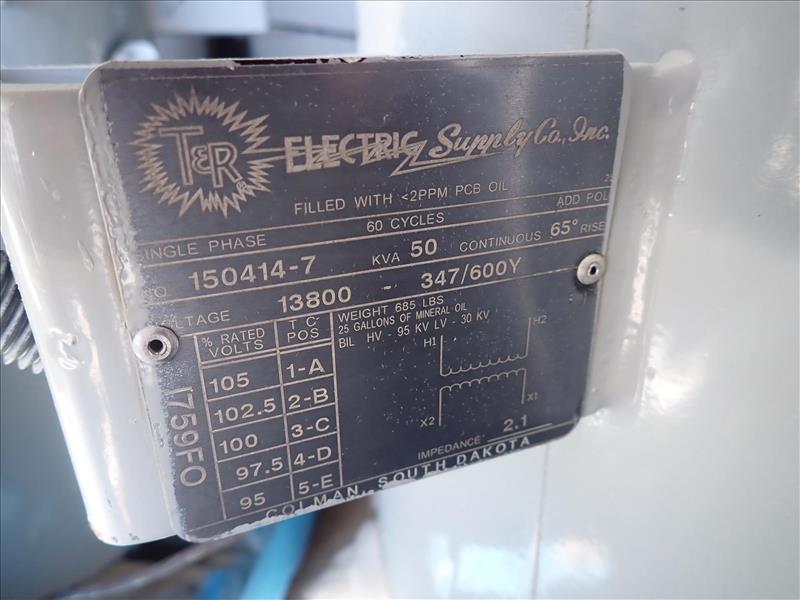 T&R ELECTRIC Supply Co., Inc.
FILLED WITH <2PPM PCB OIL
SINGLE PHASE 60 CYCLES ADD POL
NO 150414-7 KVA 50 CONTINUOUS 65° RISE
VOLTAGE 13800 - 347/600Y
% RATED VOLTS T C POS
105 1-A
102.5 2-B
100 3-C
97.5 4-D
95 5-E
WEIGHT 685 LBS
25 GALLONS OF MINERAL OIL
BIL HV - 95 KV LV - 30 KV
H1 H2
X2 X1
IMPEDANCE 2.1
1759FO
COLMAN, SOUTH DAKOTA